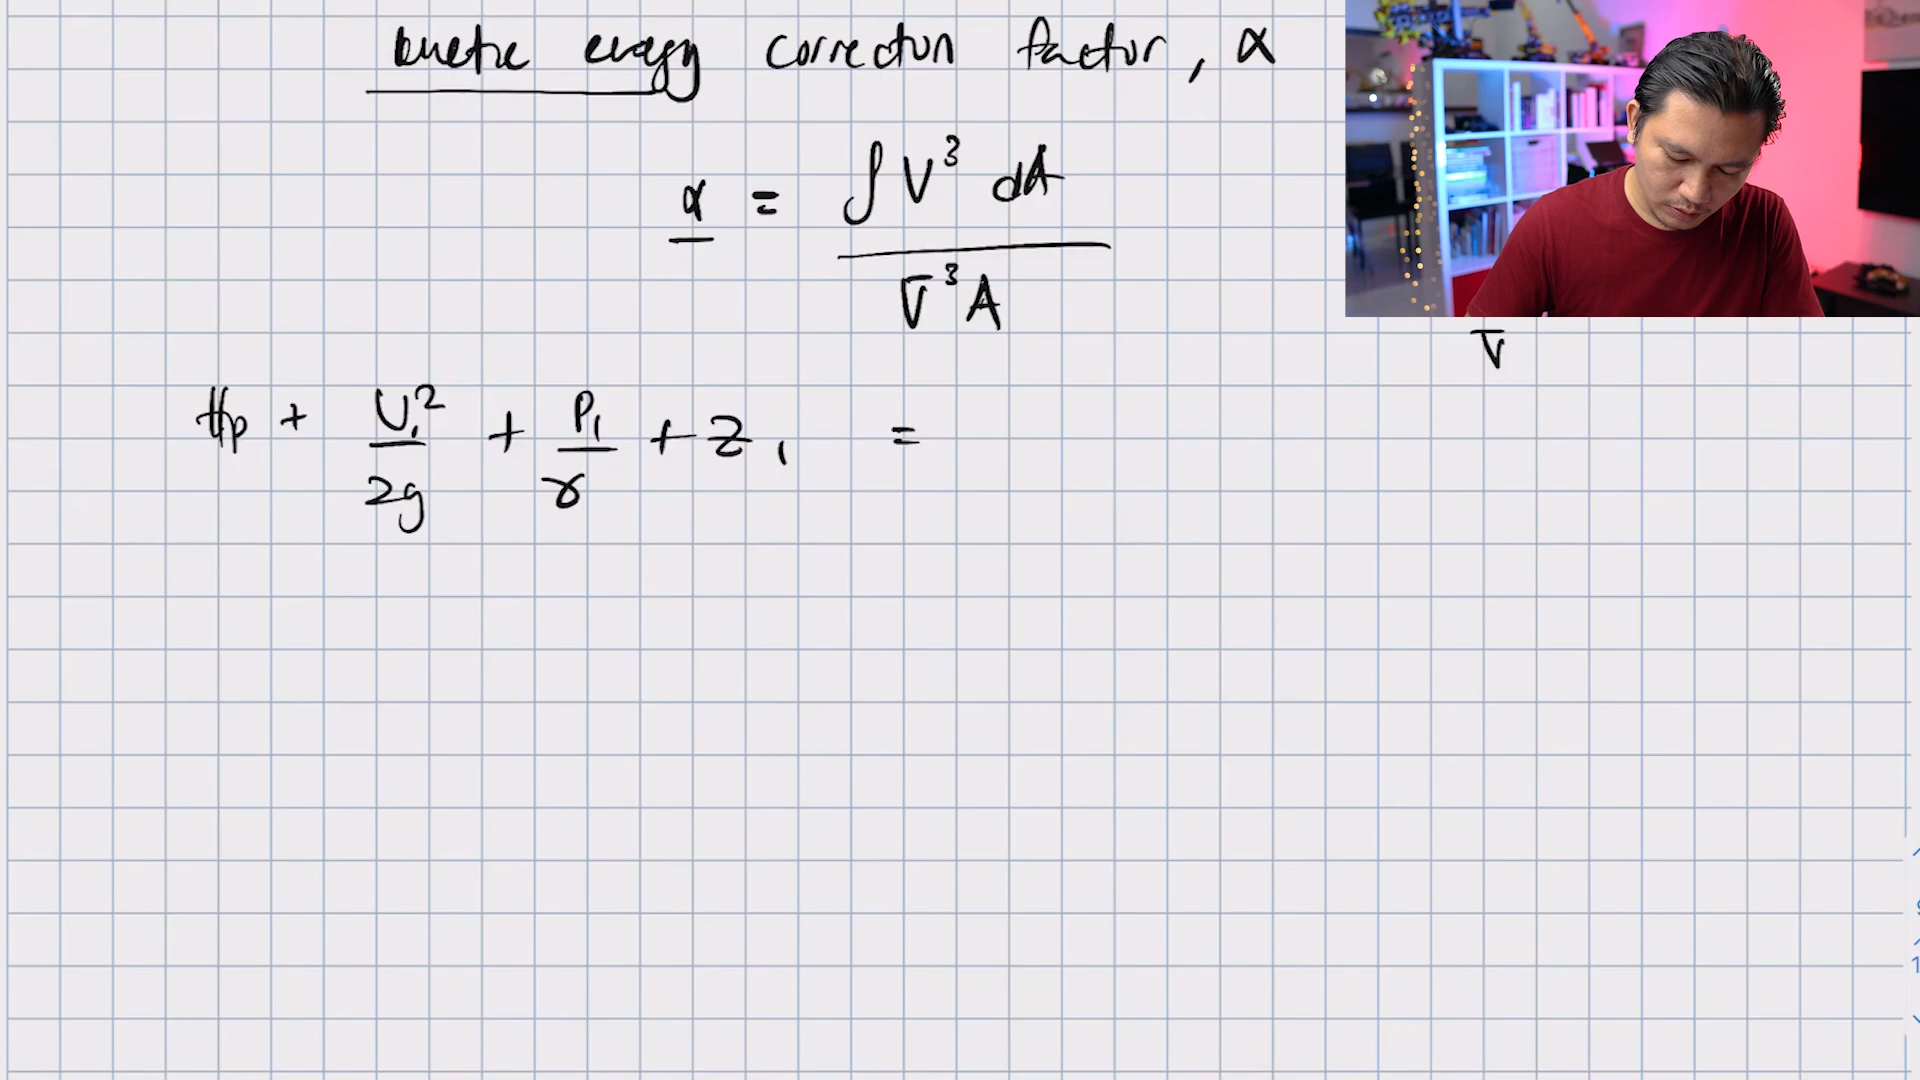 kinetic energy correction factor, α
α = ∫V³ dA / V̅³A
V̅
Hp + V₁²/2g + P₁/γ + Z₁ =